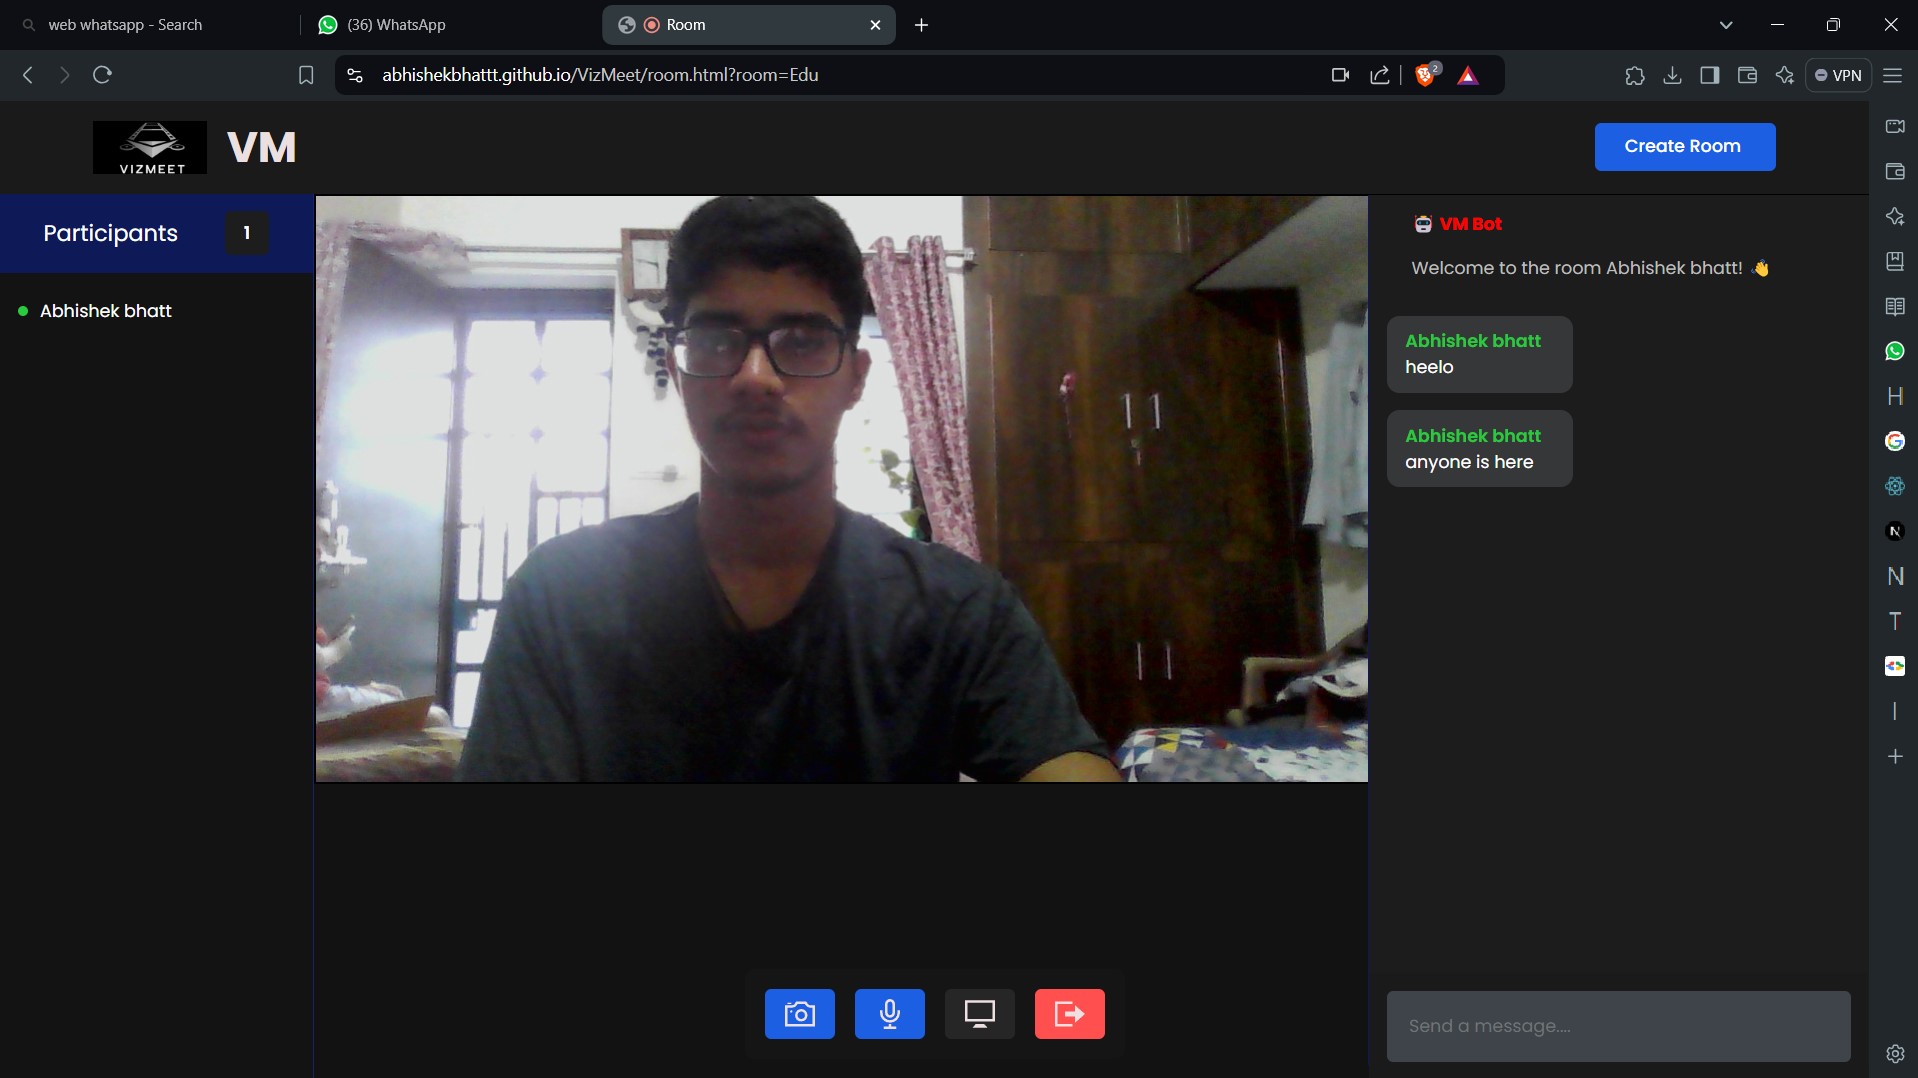 web whatsapp - Search
(36) WhatsApp
Room
abhishekbhattt.github.io/VizMeet/room.html?room=Edu
2
VPN
VIZMEET
VM
Create Room
Participants
1
Abhishek bhatt
VM Bot
Welcome to the room Abhishek bhatt! 👋
Abhishek bhatt
heelo
Abhishek bhatt
anyone is here
H
G
N
N
T
I
Send a message....